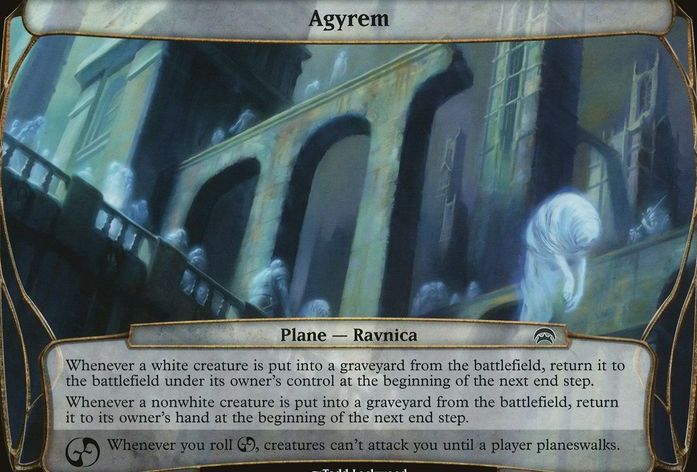 Agyrem
Plane — Ravnica
Whenever a white creature is put into a graveyard from the battlefield, return it to
the battlefield under its owner's control at the beginning of the next end step.
Whenever a nonwhite creature is put into a graveyard from the battlefield, return
it to its owner's hand at the beginning of the next end step.
Whenever you roll , creatures can't attack you until a player planeswalks.
Todd Lockwood